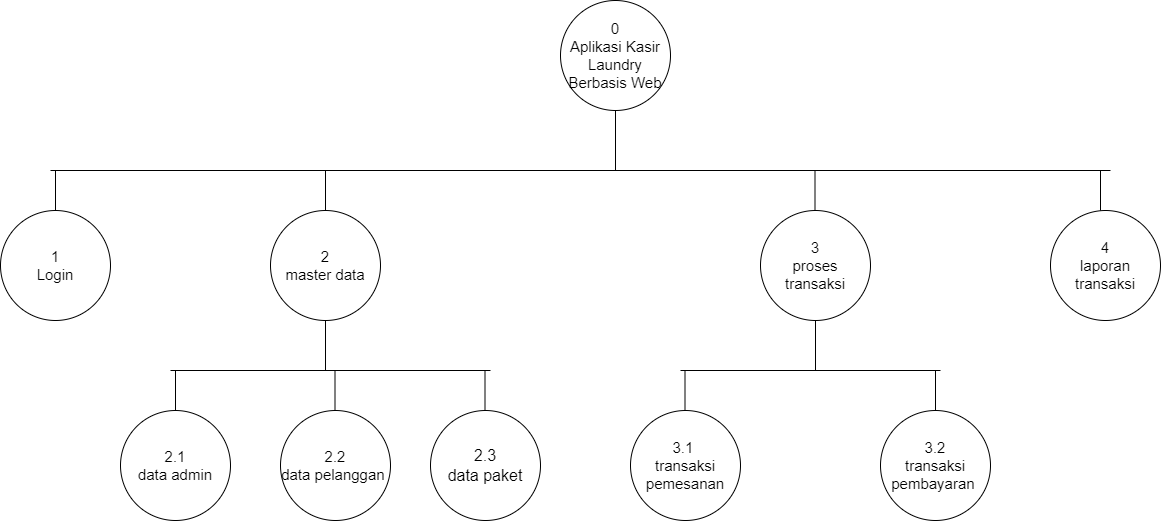 0
Aplikasi Kasir
Laundry
Berbasis Web
1
Login
2
master data
3
proses
transaksi
4
laporan
transaksi
2.1
data admin
2.2
data pelanggan
2.3
data paket
3.1
transaksi
pemesanan
3.2
transaksi
pembayaran